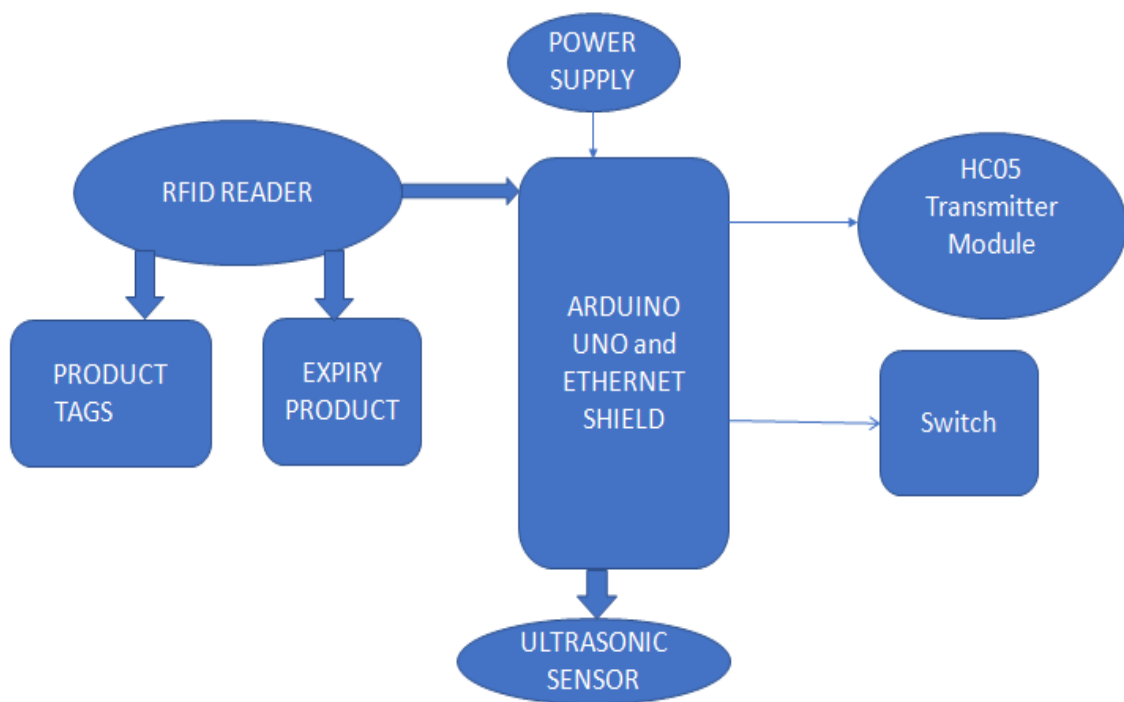 POWER
SUPPLY
RFID READER
HC05
Transmitter
Module
ARDUINO
UNO and
ETHERNET
SHIELD
PRODUCT
TAGS
EXPIRY
PRODUCT
Switch
ULTRASONIC
SENSOR